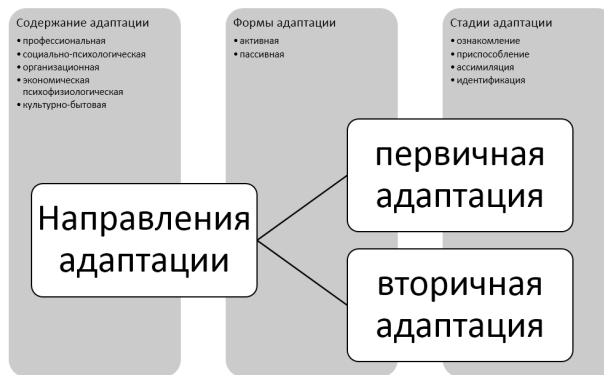 Содержание адаптации
• профессиональная
• социально-психологическая
• организационная
• экономическая
психофизиологическая
• культурно-бытовая
Формы адаптации
• активная
• пассивная
Стадии адаптации
• ознакомление
• приспособление
• ассимиляция
• идентификация
Направления
адаптации
первичная
адаптация
вторичная
адаптация